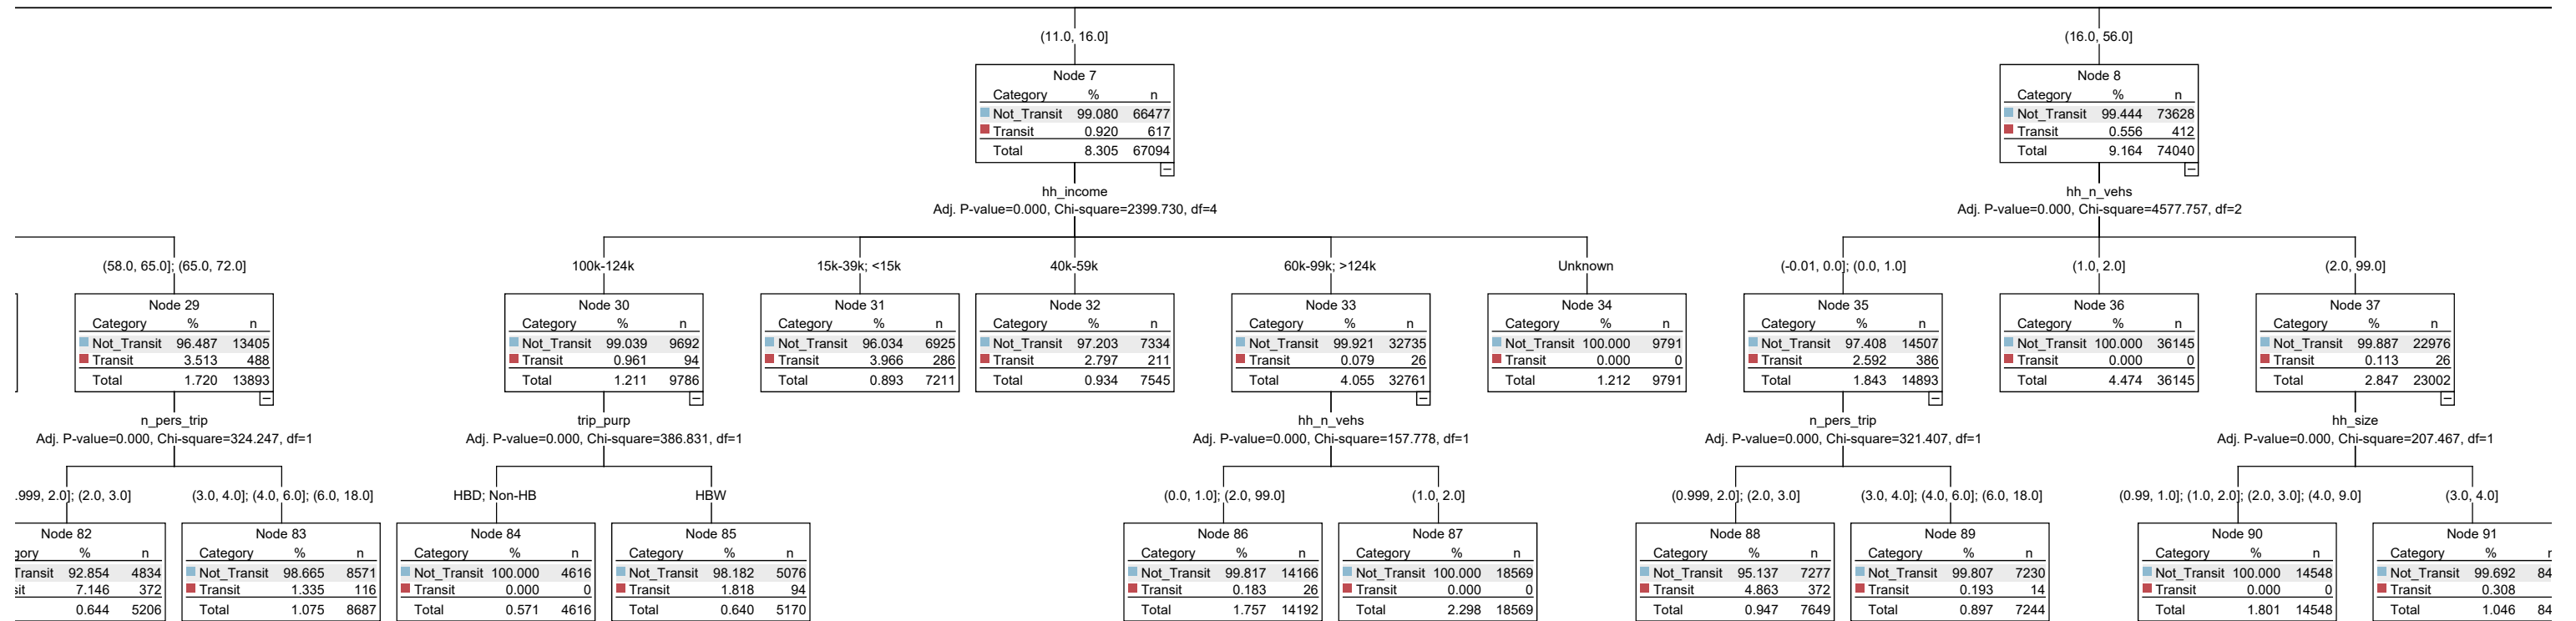 (11.0, 16.0]
(16.0, 56.0]
Node 7
Category % n
Not_Transit 99.080 66477
Transit 0.920 617
Total 8.305 67094
Node 8
Category % n
Not_Transit 99.444 73628
Transit 0.556 412
Total 9.164 74040
hh_income
Adj. P-value=0.000, Chi-square=2399.730, df=4
hh_n_vehs
Adj. P-value=0.000, Chi-square=4577.757, df=2
(58.0, 65.0]; (65.0, 72.0]
100k-124k
15k-39k; <15k
40k-59k
60k-99k; >124k
Unknown
(-0.01, 0.0]; (0.0, 1.0]
(1.0, 2.0]
(2.0, 99.0]
Node 29
Category % n
Not_Transit 96.487 13405
Transit 3.513 488
Total 1.720 13893
Node 30
Category % n
Not_Transit 99.039 9692
Transit 0.961 94
Total 1.211 9786
Node 31
Category % n
Not_Transit 96.034 6925
Transit 3.966 286
Total 0.893 7211
Node 32
Category % n
Not_Transit 97.203 7334
Transit 2.797 211
Total 0.934 7545
Node 33
Category % n
Not_Transit 99.921 32735
Transit 0.079 26
Total 4.055 32761
Node 34
Category % n
Not_Transit 100.000 9791
Transit 0.000 0
Total 1.212 9791
Node 35
Category % n
Not_Transit 97.408 14507
Transit 2.592 386
Total 1.843 14893
Node 36
Category % n
Not_Transit 100.000 36145
Transit 0.000 0
Total 4.474 36145
Node 37
Category % n
Not_Transit 99.887 22976
Transit 0.113 26
Total 2.847 23002
n_pers_trip
Adj. P-value=0.000, Chi-square=324.247, df=1
trip_purp
Adj. P-value=0.000, Chi-square=386.831, df=1
hh_n_vehs
Adj. P-value=0.000, Chi-square=157.778, df=1
n_pers_trip
Adj. P-value=0.000, Chi-square=321.407, df=1
hh_size
Adj. P-value=0.000, Chi-square=207.467, df=1
.999, 2.0]; (2.0, 3.0]
(3.0, 4.0]; (4.0, 6.0]; (6.0, 18.0]
HBD; Non-HB
HBW
(0.0, 1.0]; (2.0, 99.0]
(1.0, 2.0]
(0.999, 2.0]; (2.0, 3.0]
(3.0, 4.0]; (4.0, 6.0]; (6.0, 18.0]
(0.99, 1.0]; (1.0, 2.0]; (2.0, 3.0]; (4.0, 9.0]
(3.0, 4.0]
Node 82
gory % n
Transit 92.854 4834
sit 7.146 372
0.644 5206
Node 83
Category % n
Not_Transit 98.665 8571
Transit 1.335 116
Total 1.075 8687
Node 84
Category % n
Not_Transit 100.000 4616
Transit 0.000 0
Total 0.571 4616
Node 85
Category % n
Not_Transit 98.182 5076
Transit 1.818 94
Total 0.640 5170
Node 86
Category % n
Not_Transit 99.817 14166
Transit 0.183 26
Total 1.757 14192
Node 87
Category % n
Not_Transit 100.000 18569
Transit 0.000 0
Total 2.298 18569
Node 88
Category % n
Not_Transit 95.137 7277
Transit 4.863 372
Total 0.947 7649
Node 89
Category % n
Not_Transit 99.807 7230
Transit 0.193 14
Total 0.897 7244
Node 90
Category % n
Not_Transit 100.000 14548
Transit 0.000 0
Total 1.801 14548
Node 91
Category % n
Not_Transit 99.692 84
Transit 0.308
Total 1.046 84